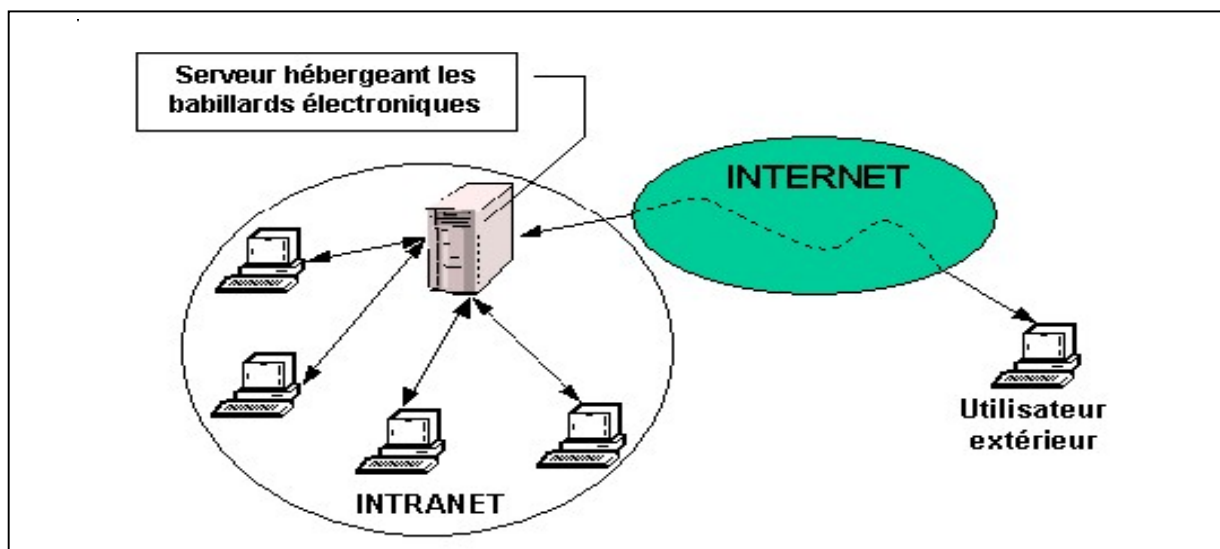 Serveur hébergeant les
babillards électroniques
INTERNET
Utilisateur
extérieur
INTRANET